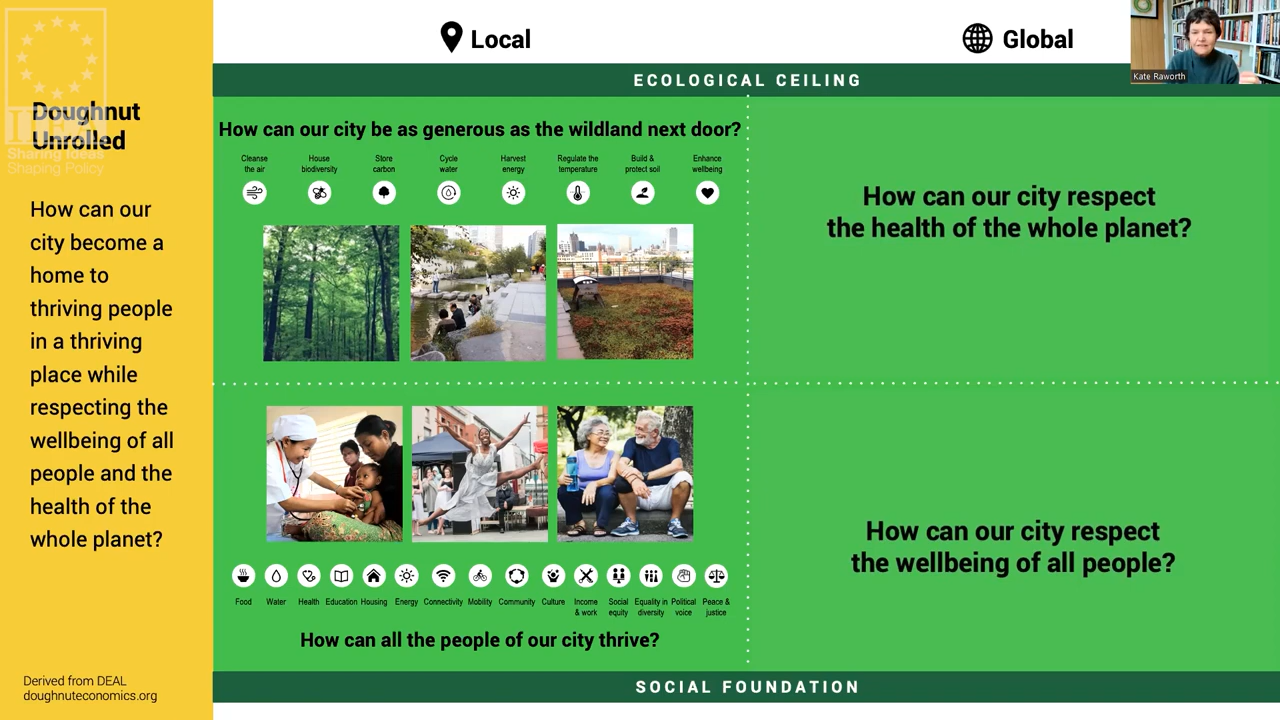 Doughnut
Unrolled
IIEA
Sharing Ideas
Shaping Policy
How can our
city become a
home to
thriving people
in a thriving
place while
respecting the
wellbeing of all
people and the
health of the
whole planet?
Derived from DEAL
doughnuteconomics.org
Local
Global
Kate Raworth
ECOLOGICAL CEILING
How can our city be as generous as the wildland next door?
Cleanse
the air
House
biodiversity
Store
carbon
Cycle
water
Harvest
energy
Regulate the
temperature
Build &
protect soil
Enhance
wellbeing
How can our city respect
the health of the whole planet?
Food
Water
Health
Education
Housing
Energy
Connectivity
Mobility
Community
Culture
Income
& work
Social
equity
Equality in
diversity
Political
voice
Peace &
justice
How can all the people of our city thrive?
How can our city respect
the wellbeing of all people?
SOCIAL FOUNDATION